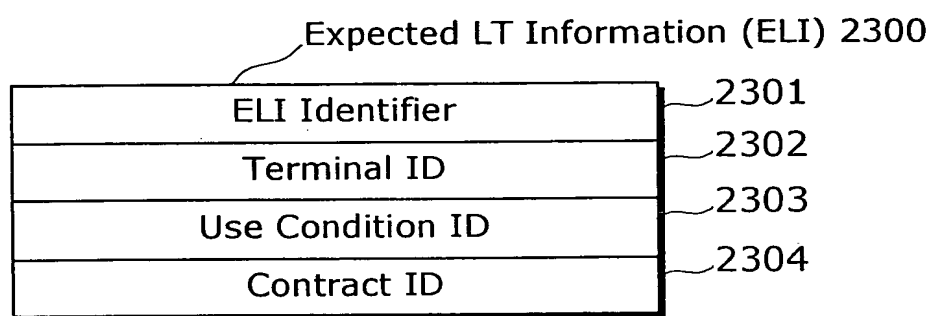 Expected LT Information (ELI) 2300
ELI Identifier
2301
Terminal ID
2302
Use Condition ID
2303
Contract ID
2304